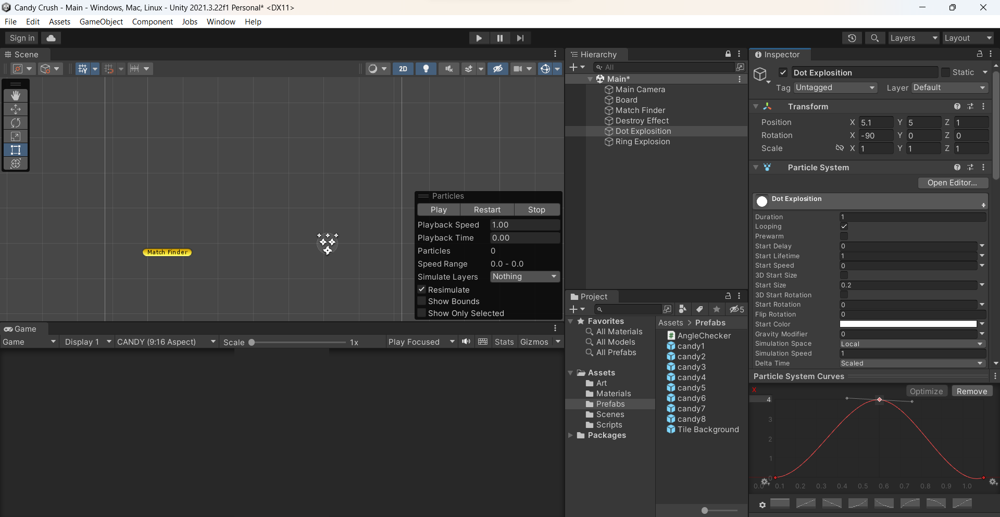 Candy Crush - Main - Windows, Mac, Linux - Unity 2021.3.22f1 Personal* <DX11>
File Edit Assets GameObject Component Jobs Window Help
Sign in
Layers
Layout
Scene
2D
Match Finder
Particles
Play Restart Stop
Playback Speed 1.00
Playback Time 0.00
Particles 0
Speed Range 0.0 - 0.0
Simulate Layers Nothing
Resimulate
Show Bounds
Show Only Selected
Game
Game Display 1 CANDY (9:16 Aspect) Scale 1x Play Focused Stats Gizmos
Hierarchy
All
Main*
Main Camera
Board
Match Finder
Destroy Effect
Dot Explosition
Ring Explosion
Project
5
Favorites
All Materials
All Models
All Prefabs
Assets
Art
Materials
Prefabs
Scenes
Scripts
Packages
Assets > Prefabs
AngleChecker
candy1
candy2
candy3
candy4
candy5
candy6
candy7
candy8
Tile Background
Inspector
Dot Explosition Static
Tag Untagged Layer Default
Transform
Position X 5.1 Y 5 Z 1
Rotation X -90 Y 0 Z 0
Scale X 1 Y 1 Z 1
Particle System
Open Editor...
Dot Explosition
Duration 1
Looping
Prewarm
Start Delay 0
Start Lifetime 1
Start Speed 0
3D Start Size
Start Size 0.2
3D Start Rotation
Start Rotation 0
Flip Rotation 0
Start Color
Gravity Modifier 0
Simulation Space Local
Simulation Speed 1
Delta Time Scaled
Particle System Curves
X
Optimize Remove
4
3
2
1
0
0.0 0.1 0.2 0.3 0.4 0.5 0.6 0.7 0.8 0.9 1.0